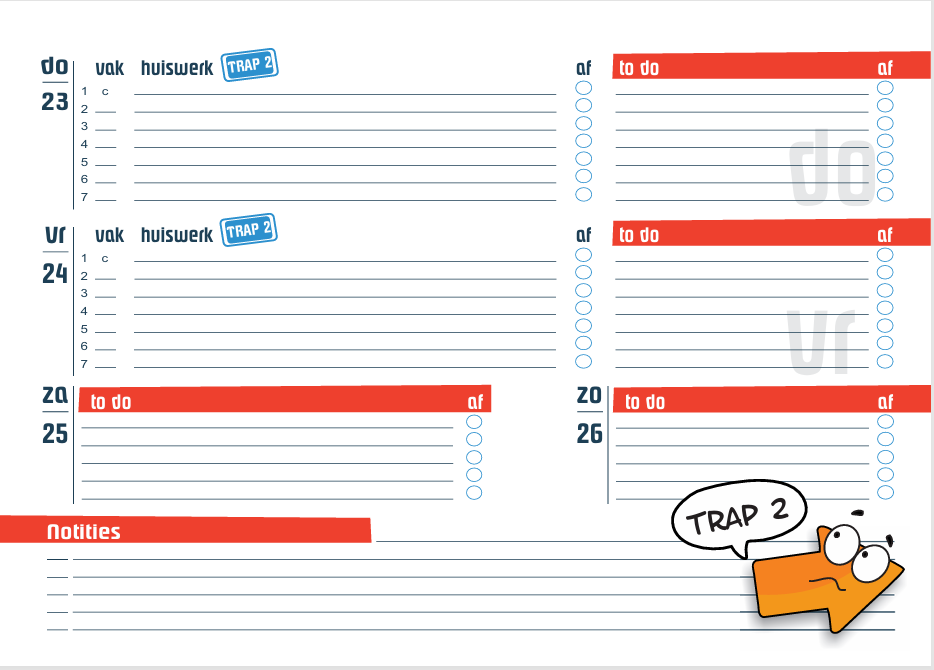 do vak huiswerk TRAP 2 af to do af
23 1 c
2
3
4
5
6
7
do
vr vak huiswerk TRAP 2 af to do af
24 1 c
2
3
4
5
6
7
vr
za to do af zo to do af
25 26
TRAP 2
Notities